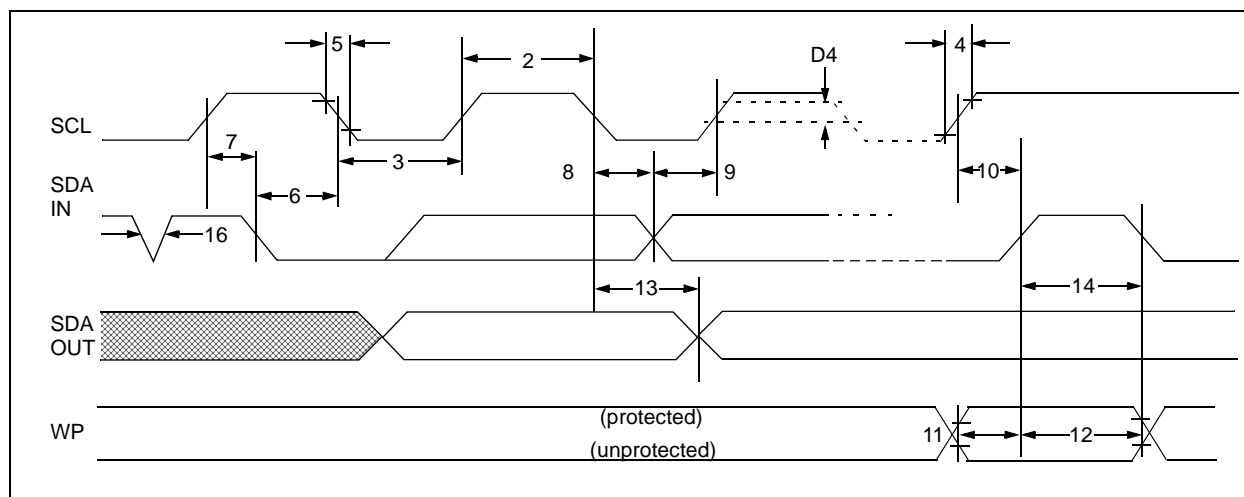 5
2
D4
4
SCL
7
3
8
9
10
SDA
IN
6
16
13
14
SDA
OUT
WP
(protected)
(unprotected)
11
12